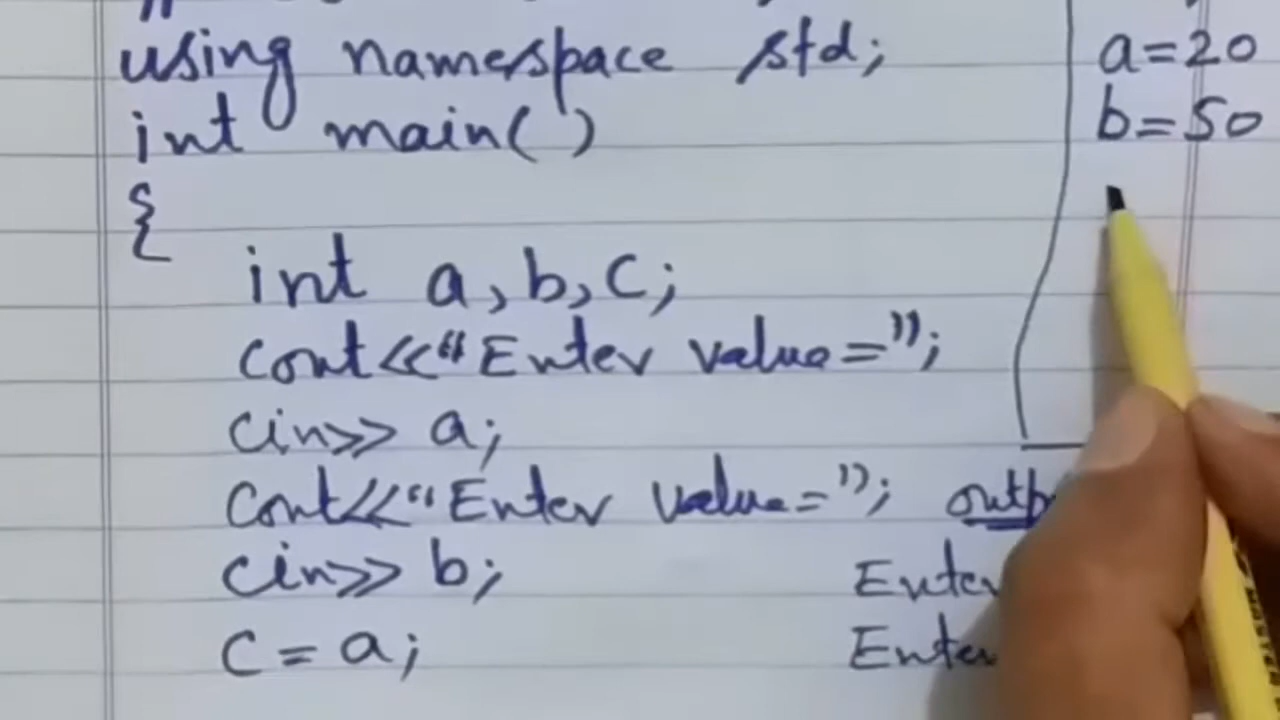 using namespace std;
int main()
{
int a,b,c;
cout<<"Enter value=";
cin>> a;
cout<<"Enter value=";
cin>> b;
c = a;
a=20
b=50
Enter
Enter